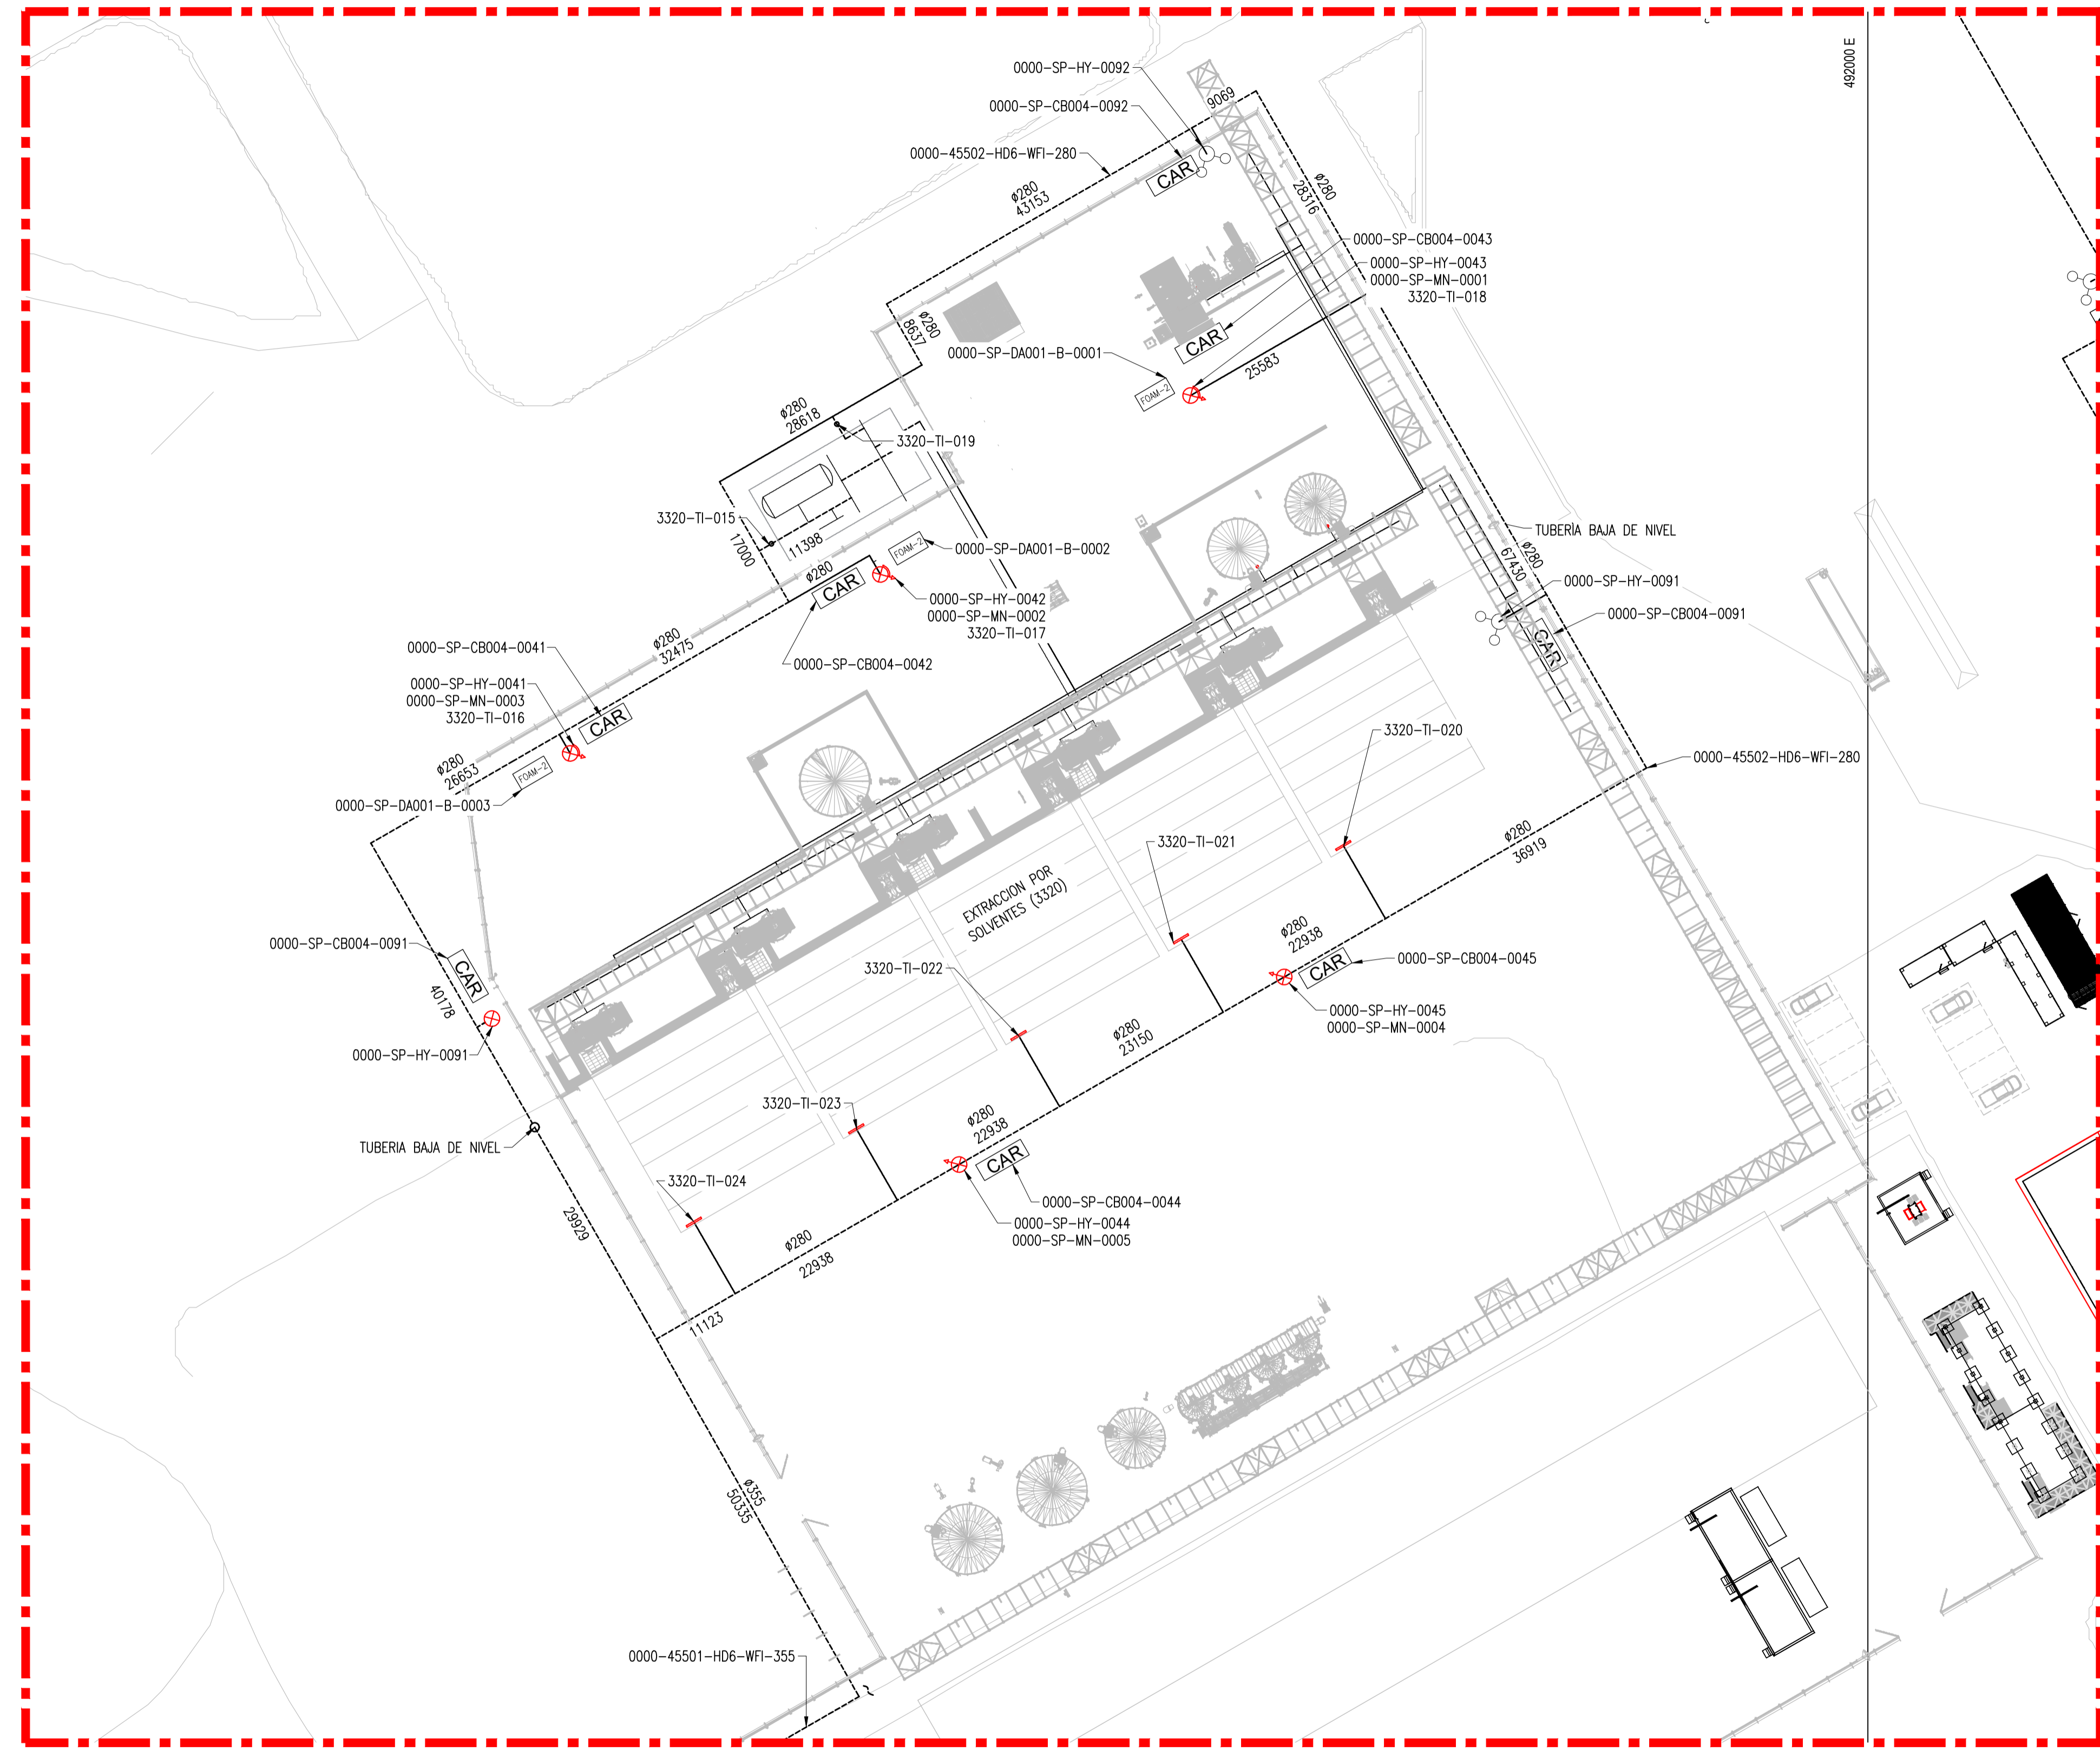 492000 E
0000-SP-HY-0092
9069
0000-SP-CB004-0092
0000-45502-HD6-WFI-280
CAR
ø280
43153
ø280
28316
0000-SP-CB004-0043
0000-SP-HY-0043
0000-SP-MN-0001
3320-TI-018
ø280
8637
CAR
0000-SP-DA001-B-0001
25583
FOAM-2
ø280
28618
3320-TI-019
3320-TI-015
17000
11398
FOAM-2
0000-SP-DA001-B-0002
TUBERÍA BAJA DE NIVEL
ø280
67430
ø280
CAR
0000-SP-HY-0091
0000-SP-HY-0042
0000-SP-MN-0002
3320-TI-017
0000-SP-CB004-0091
CAR
ø280
32475
0000-SP-CB004-0041
0000-SP-CB004-0042
0000-SP-HY-0041
0000-SP-MN-0003
3320-TI-016
CAR
3320-TI-020
ø280
26653
FOAM-2
0000-45502-HD6-WFI-280
0000-SP-DA001-B-0003
3320-TI-021
ø280
36919
EXTRACCION POR
SOLVENTES (3320)
0000-SP-CB004-0091
CAR
ø280
22938
3320-TI-022
CAR
0000-SP-CB004-0045
40178
0000-SP-HY-0045
0000-SP-MN-0004
ø280
23150
0000-SP-HY-0091
3320-TI-023
ø280
22938
TUBERIA BAJA DE NIVEL
CAR
3320-TI-024
0000-SP-CB004-0044
29929
0000-SP-HY-0044
0000-SP-MN-0005
ø280
22938
11123
ø355
50335
0000-45501-HD6-WFI-355